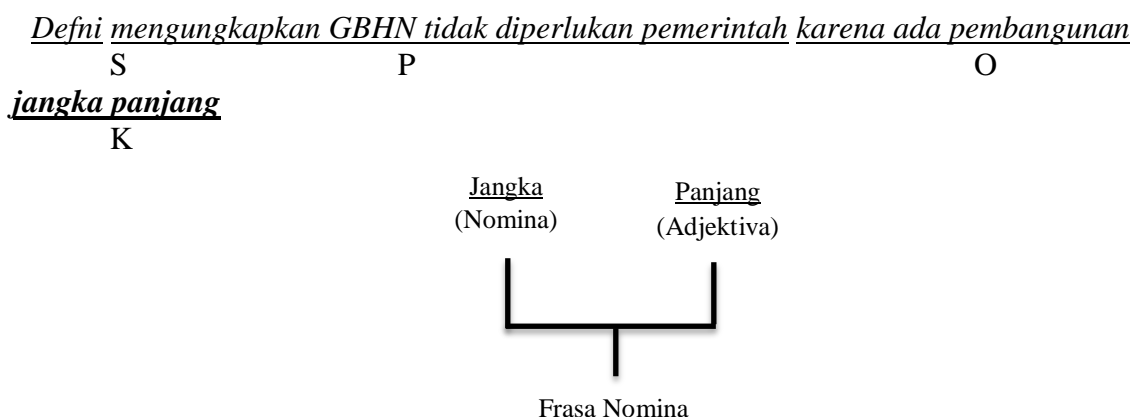 Defni mengungkapkan GBHN tidak diperlukan pemerintah karena ada pembangunan
S P O
jangka panjang
K
Jangka Panjang
(Nomina) (Adjektiva)
Frasa Nomina